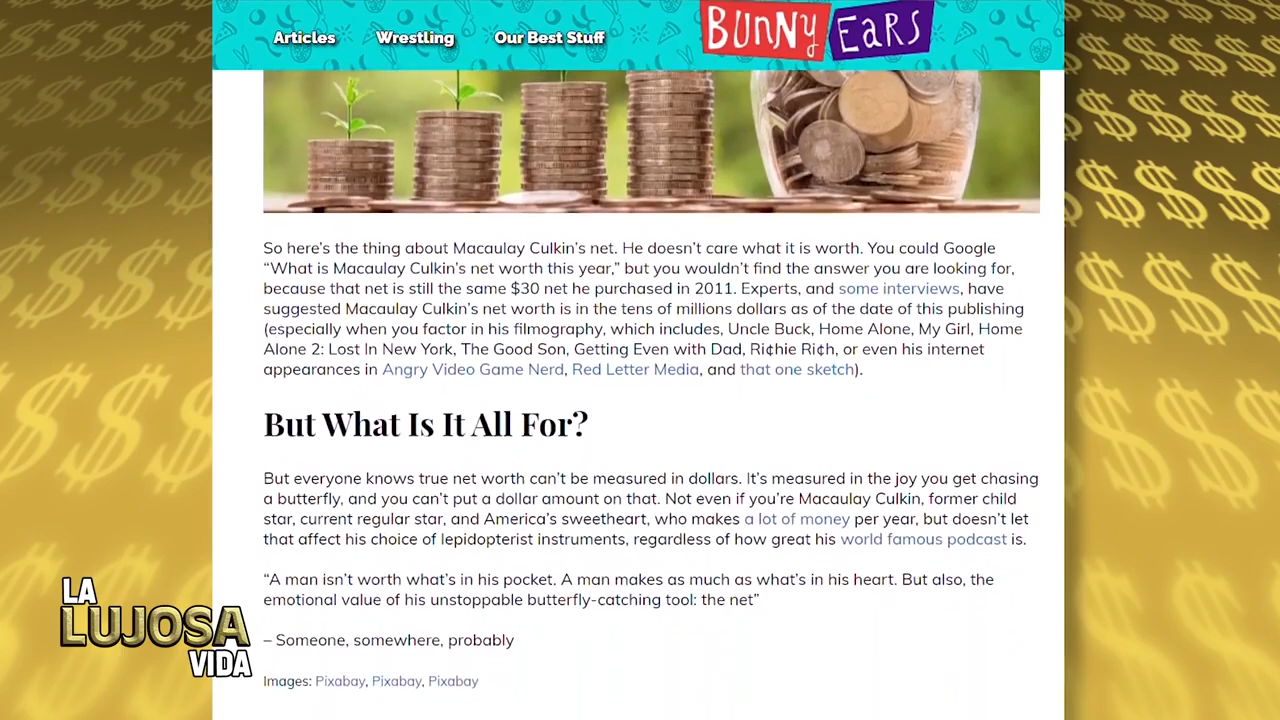 Articles Wrestling Our Best Stuff BUNNY EARS
So here's the thing about Macaulay Culkin's net. He doesn't care what it is worth. You could Google
“What is Macaulay Culkin's net worth this year,” but you wouldn't find the answer you are looking for,
because that net is still the same $30 net he purchased in 2011. Experts, and some interviews, have
suggested Macaulay Culkin's net worth is in the tens of millions dollars as of the date of this publishing
(especially when you factor in his filmography, which includes, Uncle Buck, Home Alone, My Girl, Home
Alone 2: Lost In New York, The Good Son, Getting Even with Dad, Ri¢hie Ri¢h, or even his internet
appearances in Angry Video Game Nerd, Red Letter Media, and that one sketch).
But What Is It All For?
But everyone knows true net worth can't be measured in dollars. It's measured in the joy you get chasing
a butterfly, and you can't put a dollar amount on that. Not even if you're Macaulay Culkin, former child
star, current regular star, and America's sweetheart, who makes a lot of money per year, but doesn't let
that affect his choice of lepidopterist instruments, regardless of how great his world famous podcast is.
“A man isn't worth what's in his pocket. A man makes as much as what's in his heart. But also, the
emotional value of his unstoppable butterfly-catching tool: the net”
– Someone, somewhere, probably
Images: Pixabay, Pixabay, Pixabay
LA
LUJOSA
VIDA